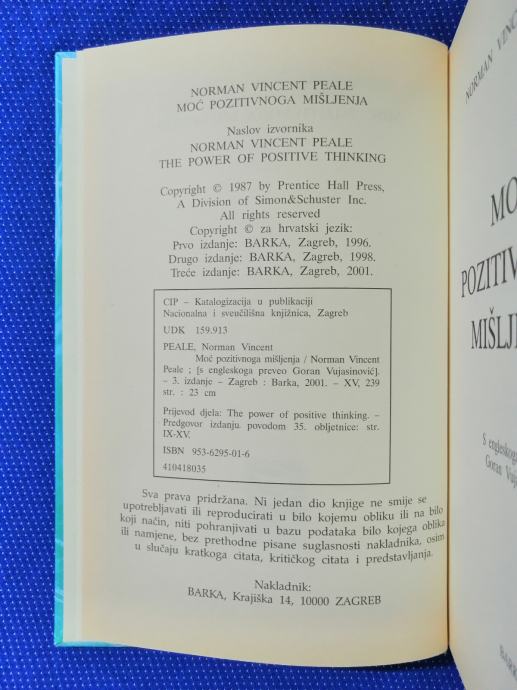 NORMAN VINCENT PEALE
MOĆ POZITIVNOGA MIŠLJENJA
Naslov izvornika
NORMAN VINCENT PEALE
THE POWER OF POSITIVE THINKING
Copyright © 1987 by Prentice Hall Press,
A Division of Simon&Schuster Inc.
All rights reserved
Copyright © za hrvatski jezik:
Prvo izdanje: BARKA, Zagreb, 1996.
Drugo izdanje: BARKA, Zagreb, 1998.
Treće izdanje: BARKA, Zagreb, 2001.
CIP – Katalogizacija u publikaciji
Nacionalna i sveučilišna knjižnica, Zagreb
UDK 159.913
PEALE, Norman Vincent
Moć pozitivnoga mišljenja / Norman Vincent
Peale ; [s engleskoga preveo Goran Vujasinović].
– 3. izdanje – Zagreb : Barka, 2001. – XV, 239
str. : 23 cm
Prijevod djela: The power of positive thinking. –
Predgovor izdanju povodom 35. obljetnice: str.
IX-XV.
ISBN 953-6295-01-6
410418035
Sva prava pridržana. Ni jedan dio knjige ne smije se
upotrebljavati ili reproducirati u bilo kojemu obliku ili na bilo
koji način, niti pohranjivati u bazu podataka bilo kojega oblika
ili namjene, bez prethodne pisane suglasnosti nakladnika, osim
u slučaju kratkoga citata, kritičkog citata i predstavljanja.
Nakladnik:
BARKA, Krajiška 14, 10000 ZAGREB
NORMAN VINC
MO
POZITIV
MIŠLJE
S engleskog
Goran Vuja
BAR